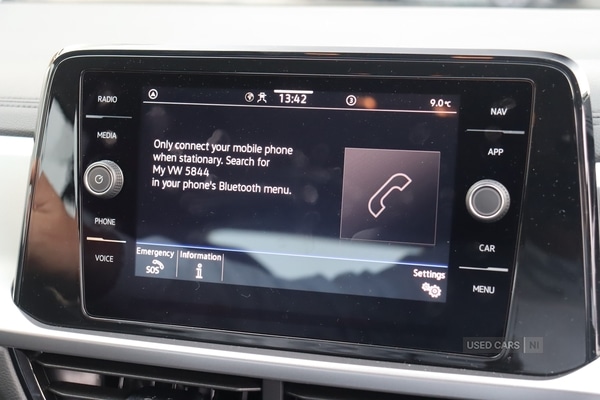 RADIO
MEDIA
PHONE
VOICE
A
13:42
3
9.0°C
Only connect your mobile phone
when stationary. Search for
My VW 5844
in your phone's Bluetooth menu.
Emergency
SOS
Information
i
Settings
NAV
APP
CAR
MENU
USED CARS NI